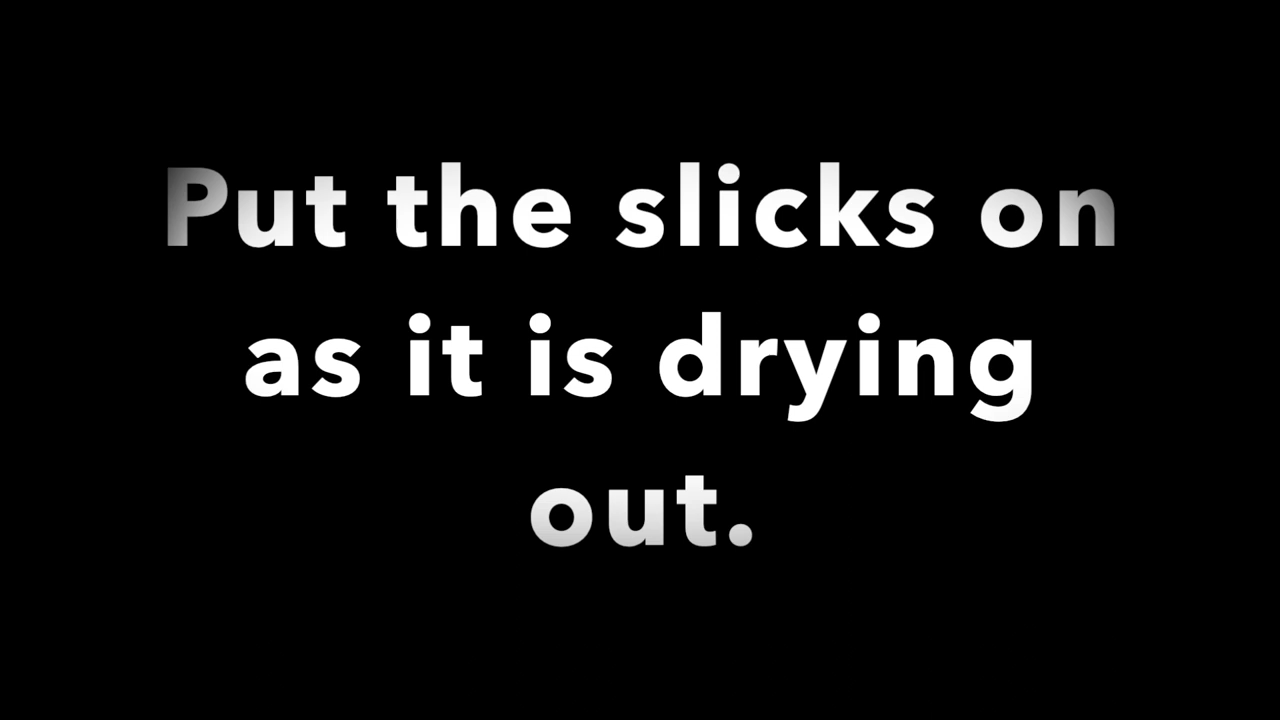 Put the slicks on
as it is drying
out.